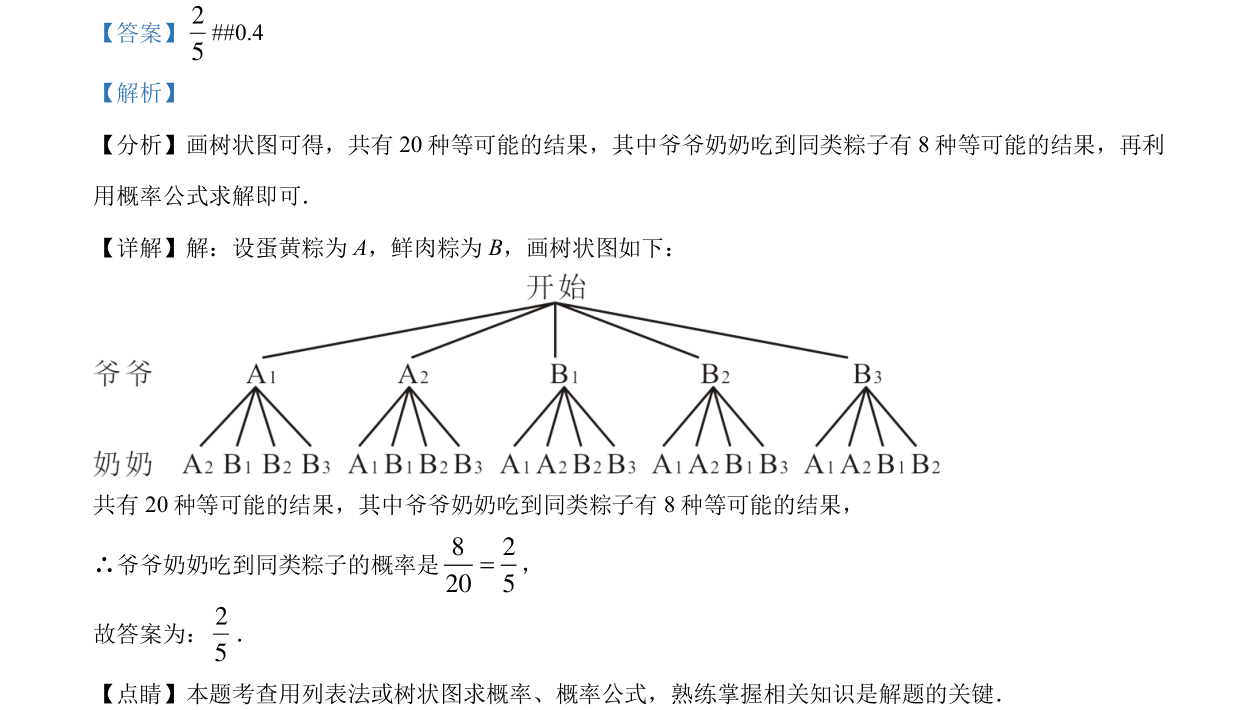 【答案】2/5##0.4
【解析】
【分析】画树状图可得，共有 20 种等可能的结果，其中爷爷奶奶吃到同类粽子有 8 种等可能的结果，再利
用概率公式求解即可．
【详解】解：设蛋黄粽为 A，鲜肉粽为 B，画树状图如下：
开始
爷爷 A1 A2 B1 B2 B3
奶奶 A2 B1 B2 B3 A1 B1 B2 B3 A1 A2 B2 B3 A1 A2 B1 B3 A1 A2 B1 B2
共有 20 种等可能的结果，其中爷爷奶奶吃到同类粽子有 8 种等可能的结果，
∴爷爷奶奶吃到同类粽子的概率是 8/20 = 2/5，
故答案为：2/5．
【点睛】本题考查用列表法或树状图求概率、概率公式，熟练掌握相关知识是解题的关键．